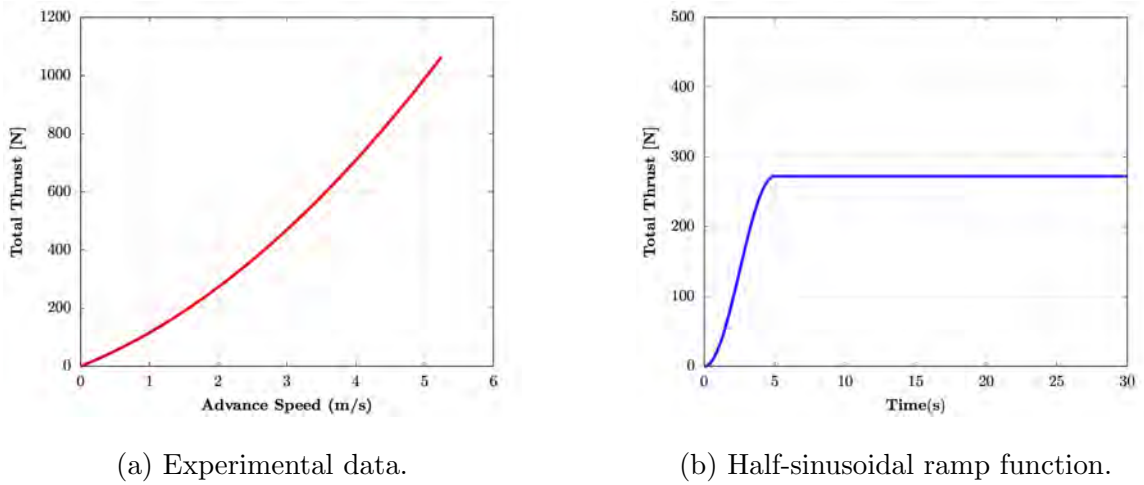 1200
1000
800
600
400
200
0
Total Thrust [N]
0 1 2 3 4 5 6
Advance Speed (m/s)
(a) Experimental data.
500
400
300
200
100
0
Total Thrust [N]
0 5 10 15 20 25 30
Time(s)
(b) Half-sinusoidal ramp function.